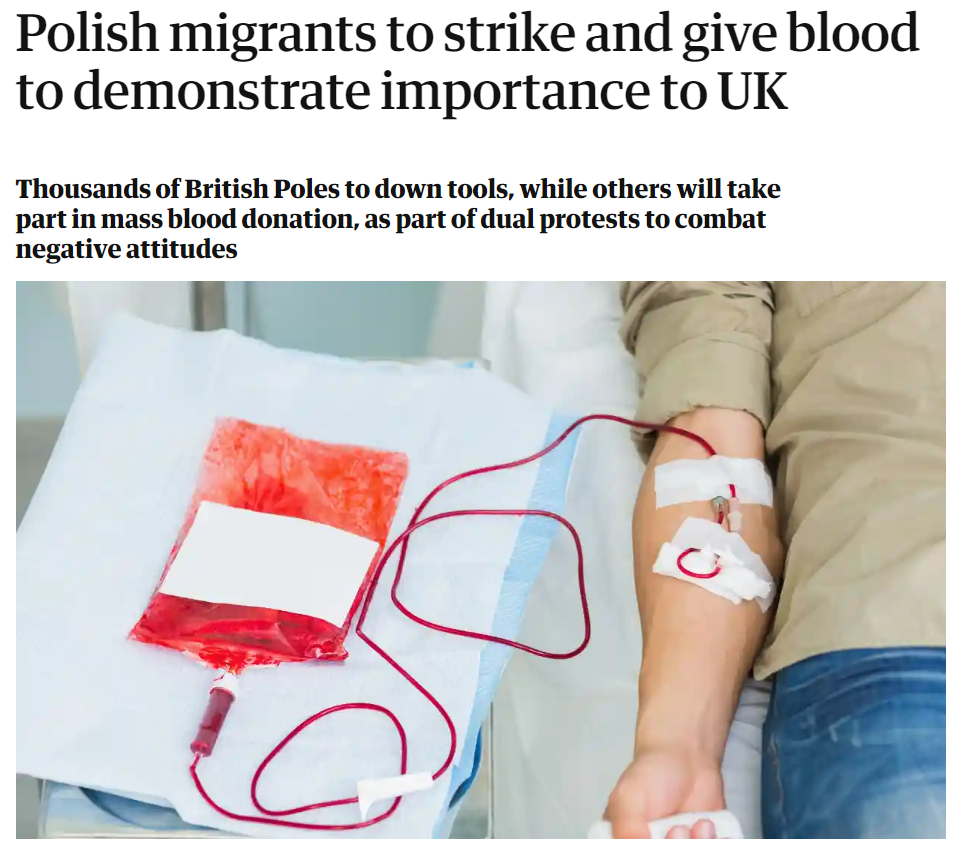 Polish migrants to strike and give blood
to demonstrate importance to UK
Thousands of British Poles to down tools, while others will take
part in mass blood donation, as part of dual protests to combat
negative attitudes